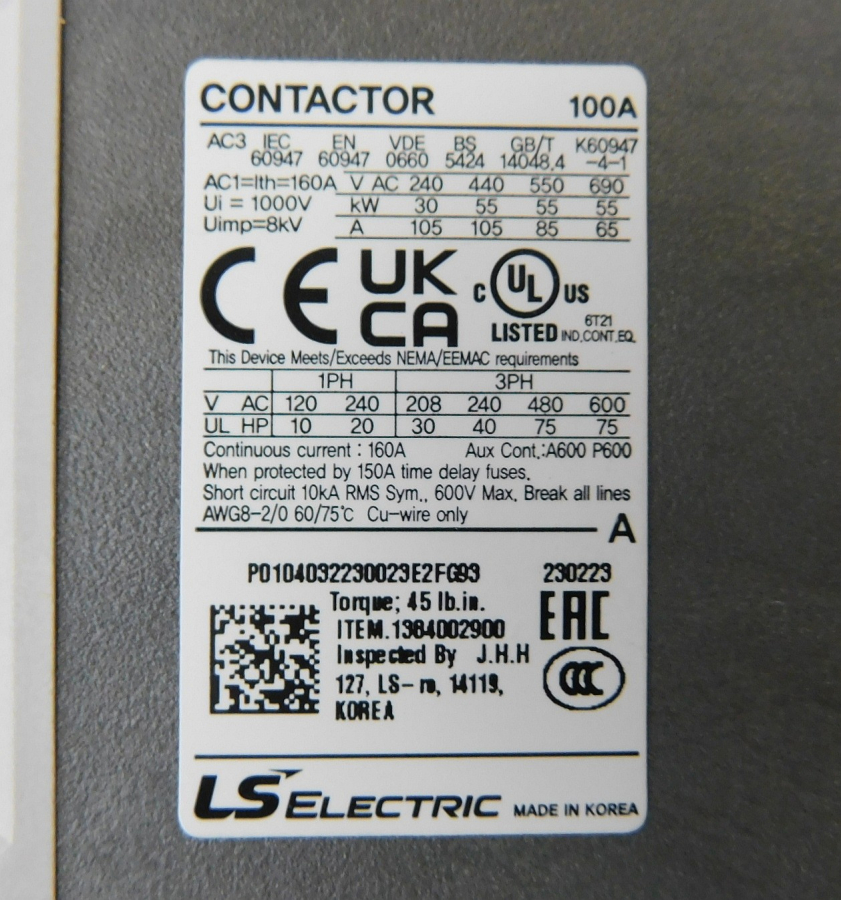 CONTACTOR 100A
AC3 IEC 60947 EN 60947 VDE 0660 BS 5424 GB/T 14048.4 K60947 -4-1
AC1=Ith=160A V AC 240 440 550 690
Ui = 1000V kW 30 55 55 55
Uimp=8kV A 105 105 85 65
CE UK CA C UL US
LISTED 6T21 IND.CONT.EQ.
This Device Meets/Exceeds NEMA/EEMAC requirements
1PH 3PH
V AC 120 240 208 240 480 600
UL HP 10 20 30 40 75 75
Continuous current : 160A Aux Cont.:A600 P600
When protected by 150A time delay fuses.
Short circuit 10kA RMS Sym., 600V Max. Break all lines
AWG8-2/0 60/75℃ Cu-wire only
A
P0104032230023E2FG93 230223
Torque; 45 lb.in.
ITEM.1364002900
EAC
Inspected By J.H.H
127, LS-ro, 14119,
KOREA
CCC
LS ELECTRIC MADE IN KOREA